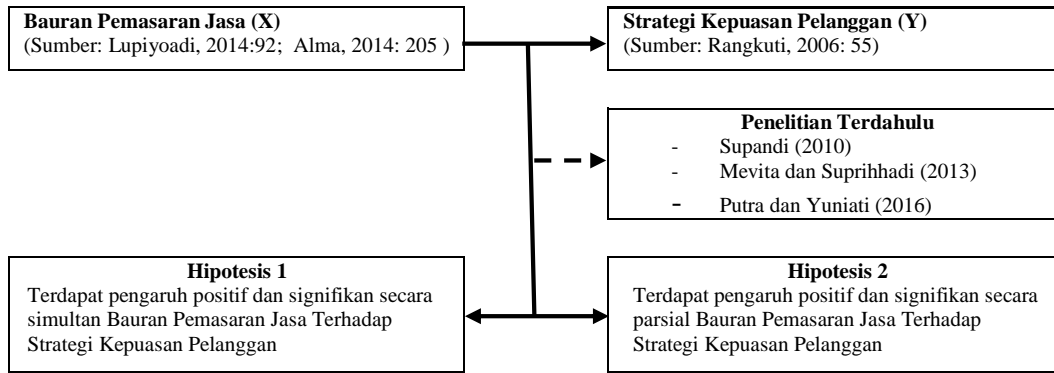 Bauran Pemasaran Jasa (X)
(Sumber: Lupiyoadi, 2014:92; Alma, 2014: 205 )
Strategi Kepuasan Pelanggan (Y)
(Sumber: Rangkuti, 2006: 55)
Penelitian Terdahulu
- Supandi (2010)
- Mevita dan Suprihhadi (2013)
- Putra dan Yuniati (2016)
Hipotesis 1
Terdapat pengaruh positif dan signifikan secara
simultan Bauran Pemasaran Jasa Terhadap
Strategi Kepuasan Pelanggan
Hipotesis 2
Terdapat pengaruh positif dan signifikan secara
parsial Bauran Pemasaran Jasa Terhadap
Strategi Kepuasan Pelanggan